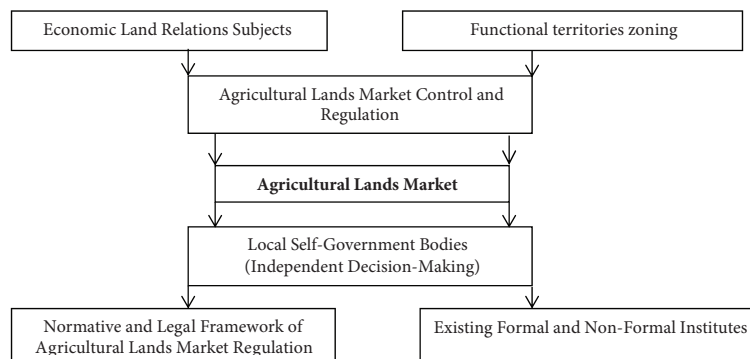 Economic Land Relations Subjects
Functional territories zoning
Agricultural Lands Market Control and
Regulation
Agricultural Lands Market
Local Self-Government Bodies
(Independent Decision-Making)
Normative and Legal Framework of
Agricultural Lands Market Regulation
Existing Formal and Non-Formal Institutes